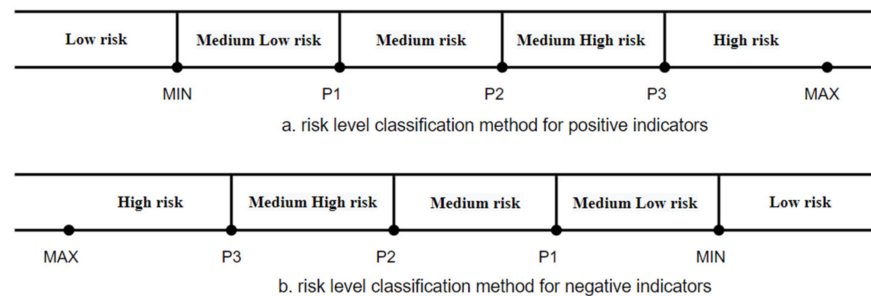 Low risk Medium Low risk Medium risk Medium High risk High risk
MIN P1 P2 P3 MAX
a. risk level classification method for positive indicators
High risk Medium High risk Medium risk Medium Low risk Low risk
MAX P3 P2 P1 MIN
b. risk level classification method for negative indicators